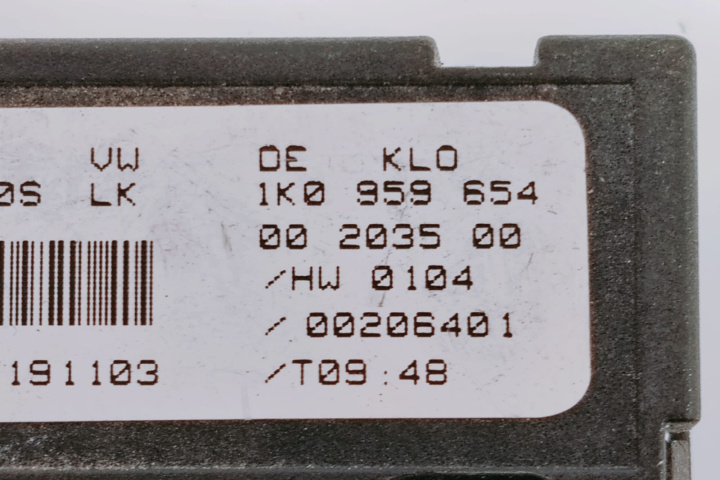 VW DE KLO
0S LK 1K0 959 654
00 2035 00
/HW 0104
/ 00206401
191103 /T09:48